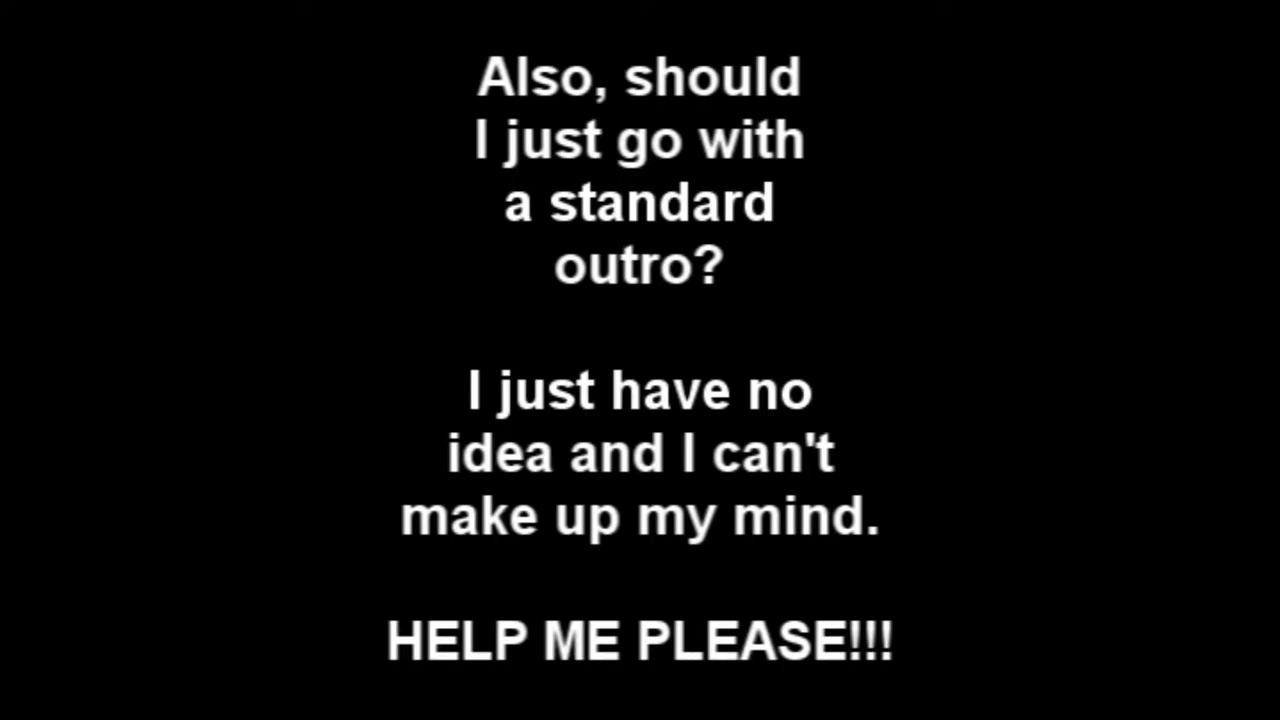 Also, should
I just go with
a standard
outro?
I just have no
idea and I can't
make up my mind.
HELP ME PLEASE!!!